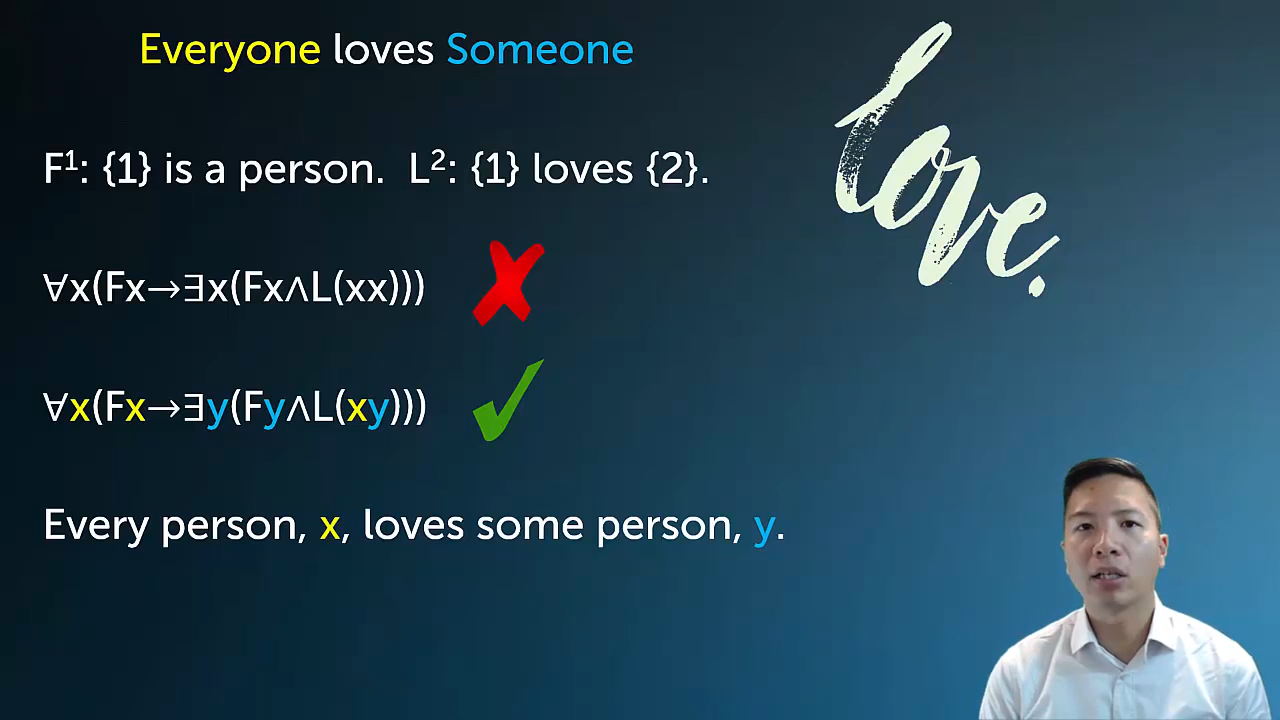 Everyone loves Someone
love.
F¹: {1} is a person. L²: {1} loves {2}.
∀x(Fx→∃x(Fx∧L(xx)))
∀x(Fx→∃y(Fy∧L(xy)))
Every person, x, loves some person, y.